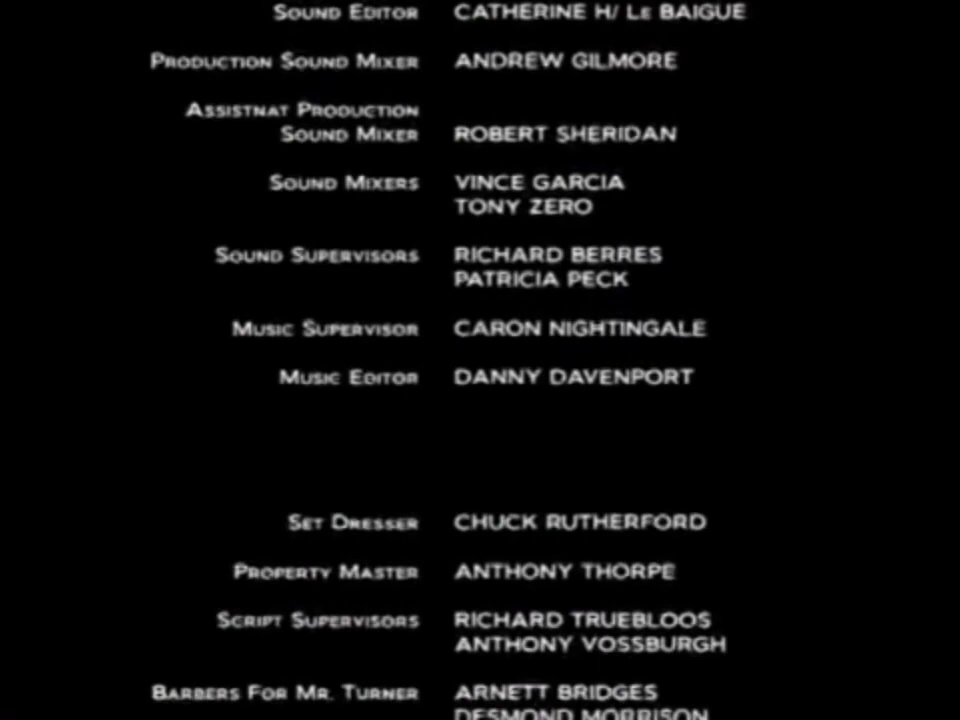 Sound Editor CATHERINE H/ Le BAIGUE
Production Sound Mixer ANDREW GILMORE
Assistnat Production
Sound Mixer ROBERT SHERIDAN
Sound Mixers VINCE GARCIA
TONY ZERO
Sound Supervisors RICHARD BERRES
PATRICIA PECK
Music Supervisor CARON NIGHTINGALE
Music Editor DANNY DAVENPORT
Set Dresser CHUCK RUTHERFORD
Property Master ANTHONY THORPE
Script Supervisors RICHARD TRUEBLOOS
ANTHONY VOSSBURGH
Barbers For Mr. Turner ARNETT BRIDGES
DESMOND MORRISON